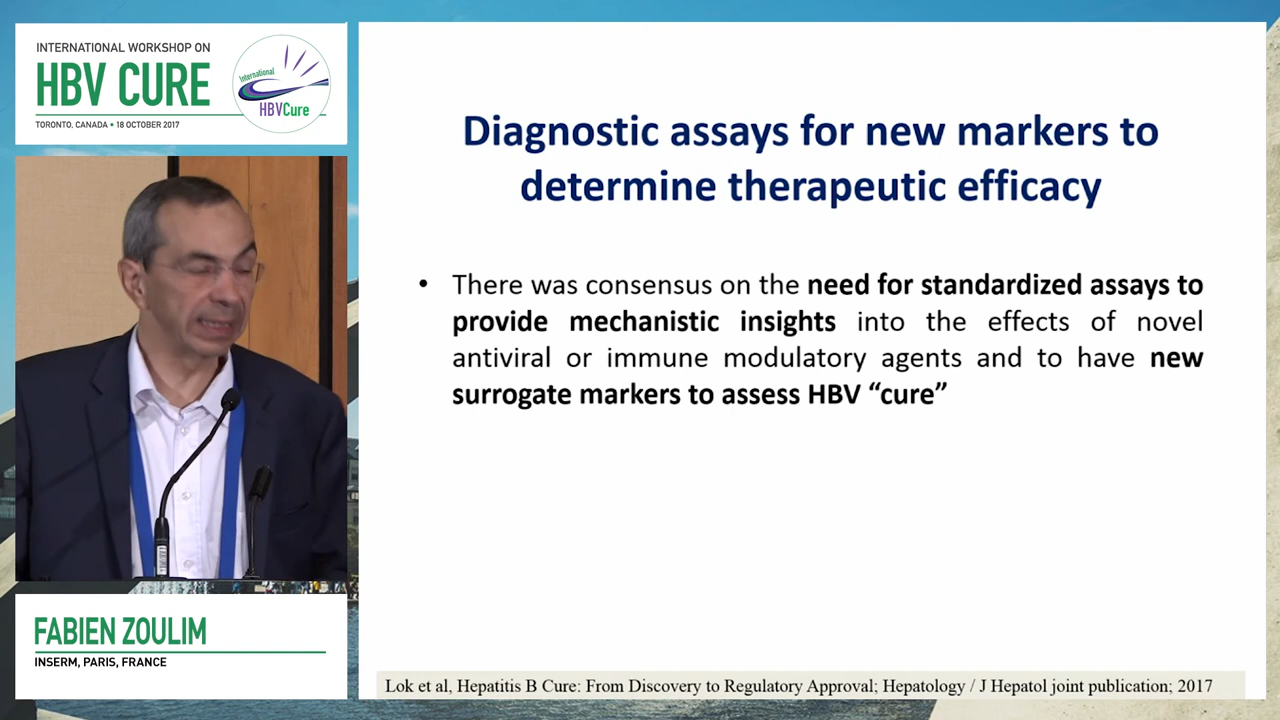 INTERNATIONAL WORKSHOP ON
HBV CURE
TORONTO, CANADA • 18 OCTOBER 2017
International
HBVCure
Diagnostic assays for new markers to
determine therapeutic efficacy
• There was consensus on the need for standardized assays to
provide mechanistic insights into the effects of novel
antiviral or immune modulatory agents and to have new
surrogate markers to assess HBV “cure”
FABIEN ZOULIM
INSERM, PARIS, FRANCE
Lok et al, Hepatitis B Cure: From Discovery to Regulatory Approval; Hepatology / J Hepatol joint publication; 2017